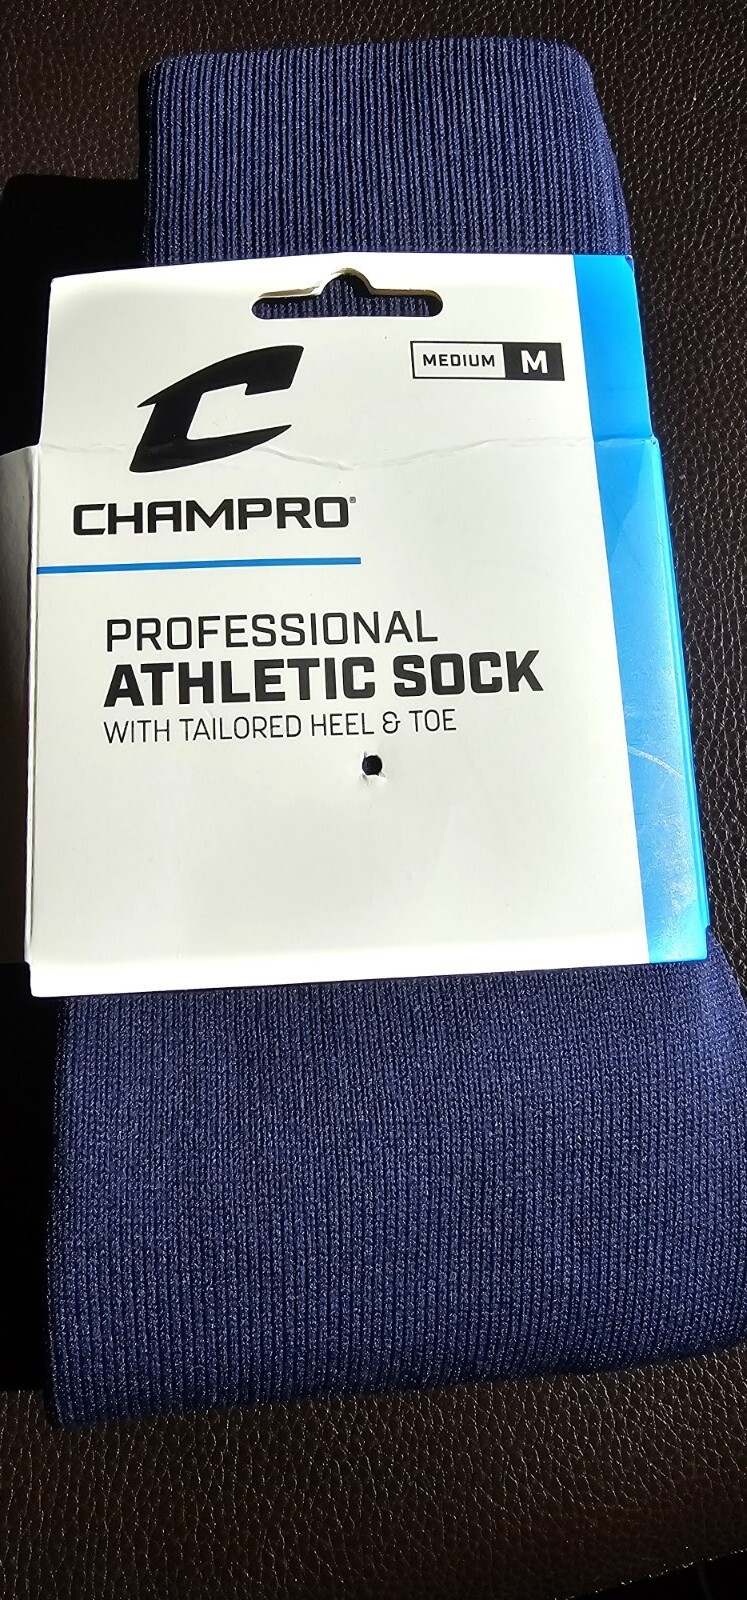 MEDIUM M
CHAMPRO®
PROFESSIONAL
ATHLETIC SOCK
WITH TAILORED HEEL & TOE